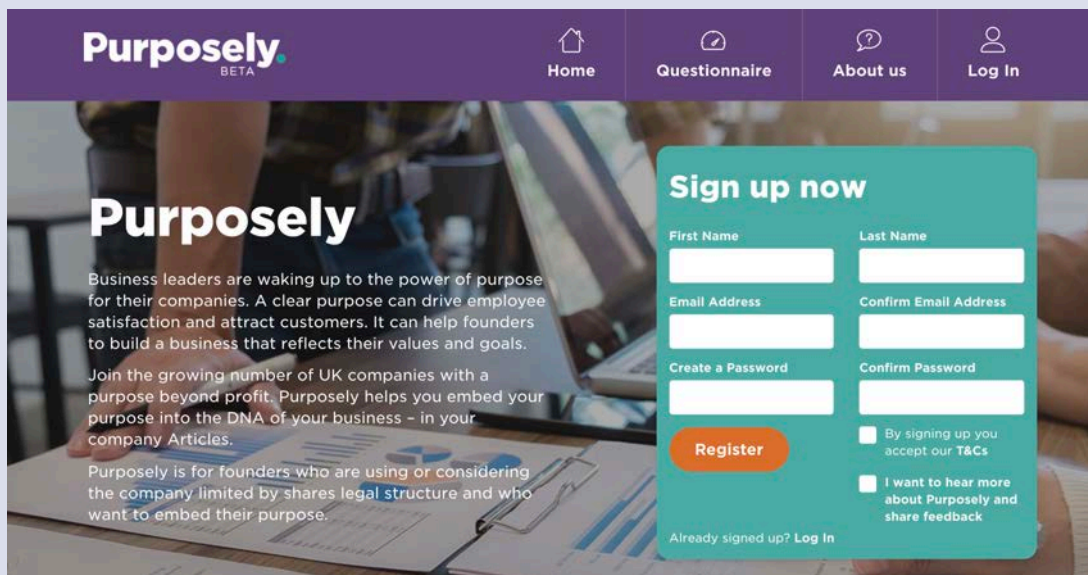 Purposely.
BETA
Home
Questionnaire
About us
Log In
Purposely
Business leaders are waking up to the power of purpose
for their companies. A clear purpose can drive employee
satisfaction and attract customers. It can help founders
to build a business that reflects their values and goals.
Join the growing number of UK companies with a
purpose beyond profit. Purposely helps you embed your
purpose into the DNA of your business – in your
company Articles.
Purposely is for founders who are using or considering
the company limited by shares legal structure and who
want to embed their purpose.
Sign up now
First Name
Last Name
Email Address
Confirm Email Address
Create a Password
Confirm Password
Register
By signing up you
accept our T&Cs
I want to hear more
about Purposely and
share feedback
Already signed up? Log In